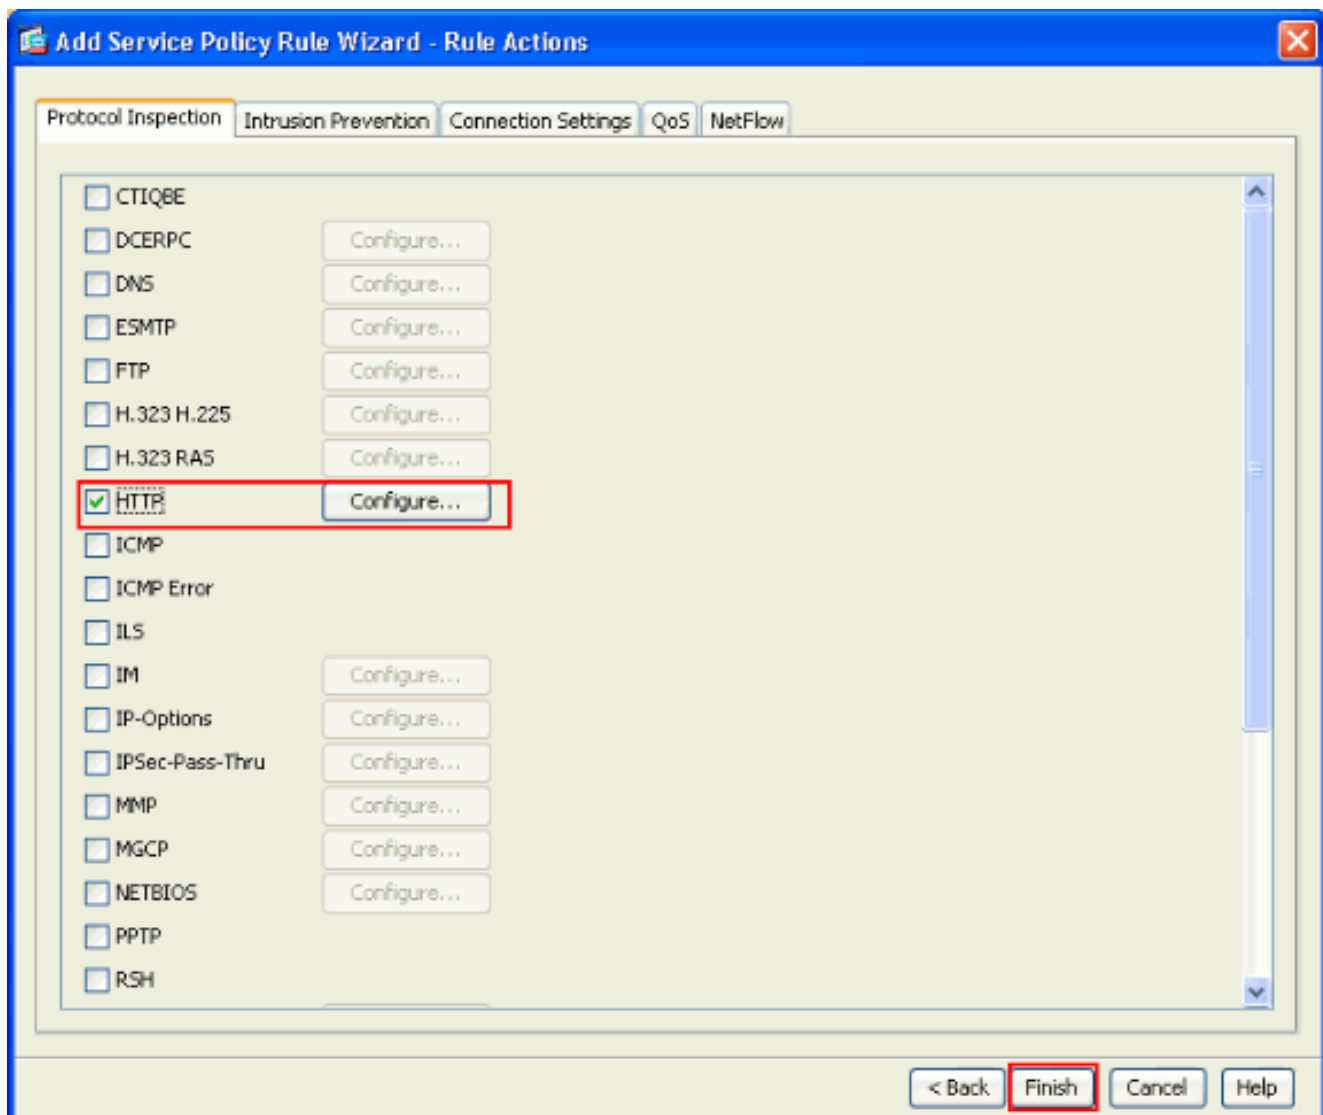 Add Service Policy Rule Wizard - Rule Actions
Protocol Inspection Intrusion Prevention Connection Settings QoS NetFlow
CTIQBE
DCERPC Configure...
DNS Configure...
ESMTP Configure...
FTP Configure...
H.323 H.225 Configure...
H.323 RAS Configure...
HTTP Configure...
ICMP
ICMP Error
ILS
IM Configure...
IP-Options Configure...
IPSec-Pass-Thru Configure...
MMP Configure...
MGCP Configure...
NETBIOS Configure...
PPTP
RSH
< Back Finish Cancel Help